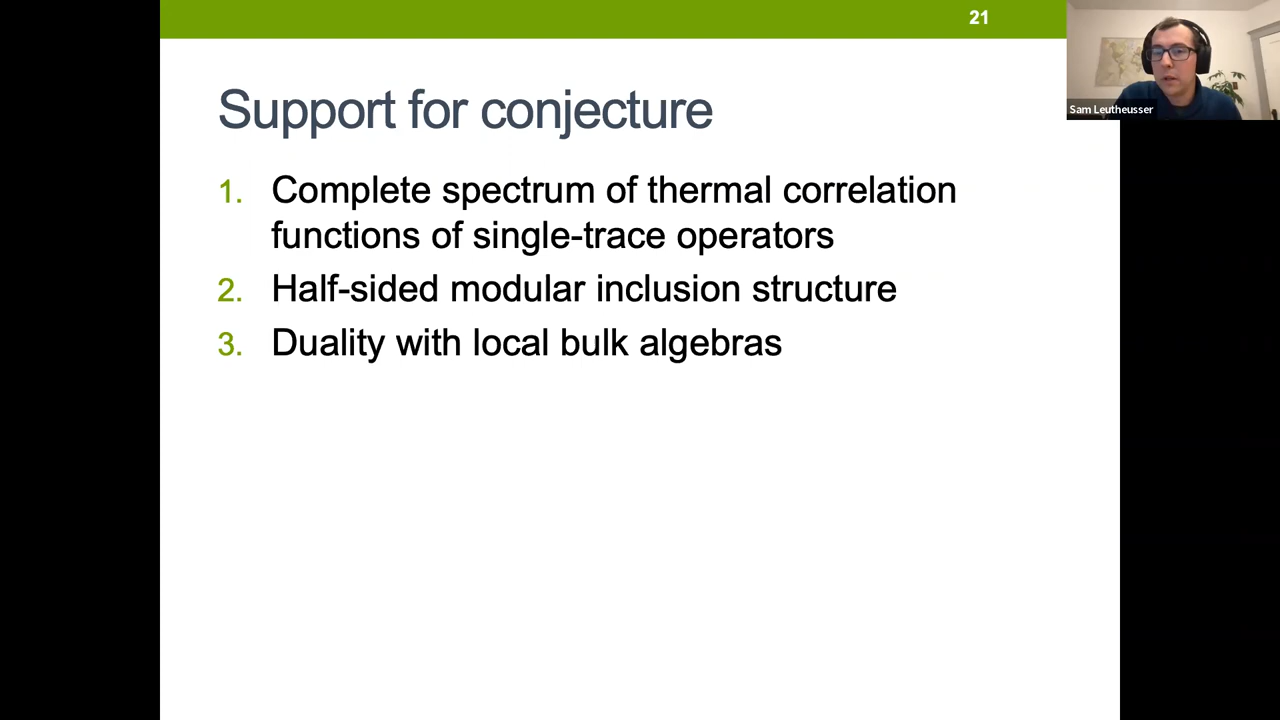 21
Sam Leutheusser
Support for conjecture
1. Complete spectrum of thermal correlation
functions of single-trace operators
2. Half-sided modular inclusion structure
3. Duality with local bulk algebras